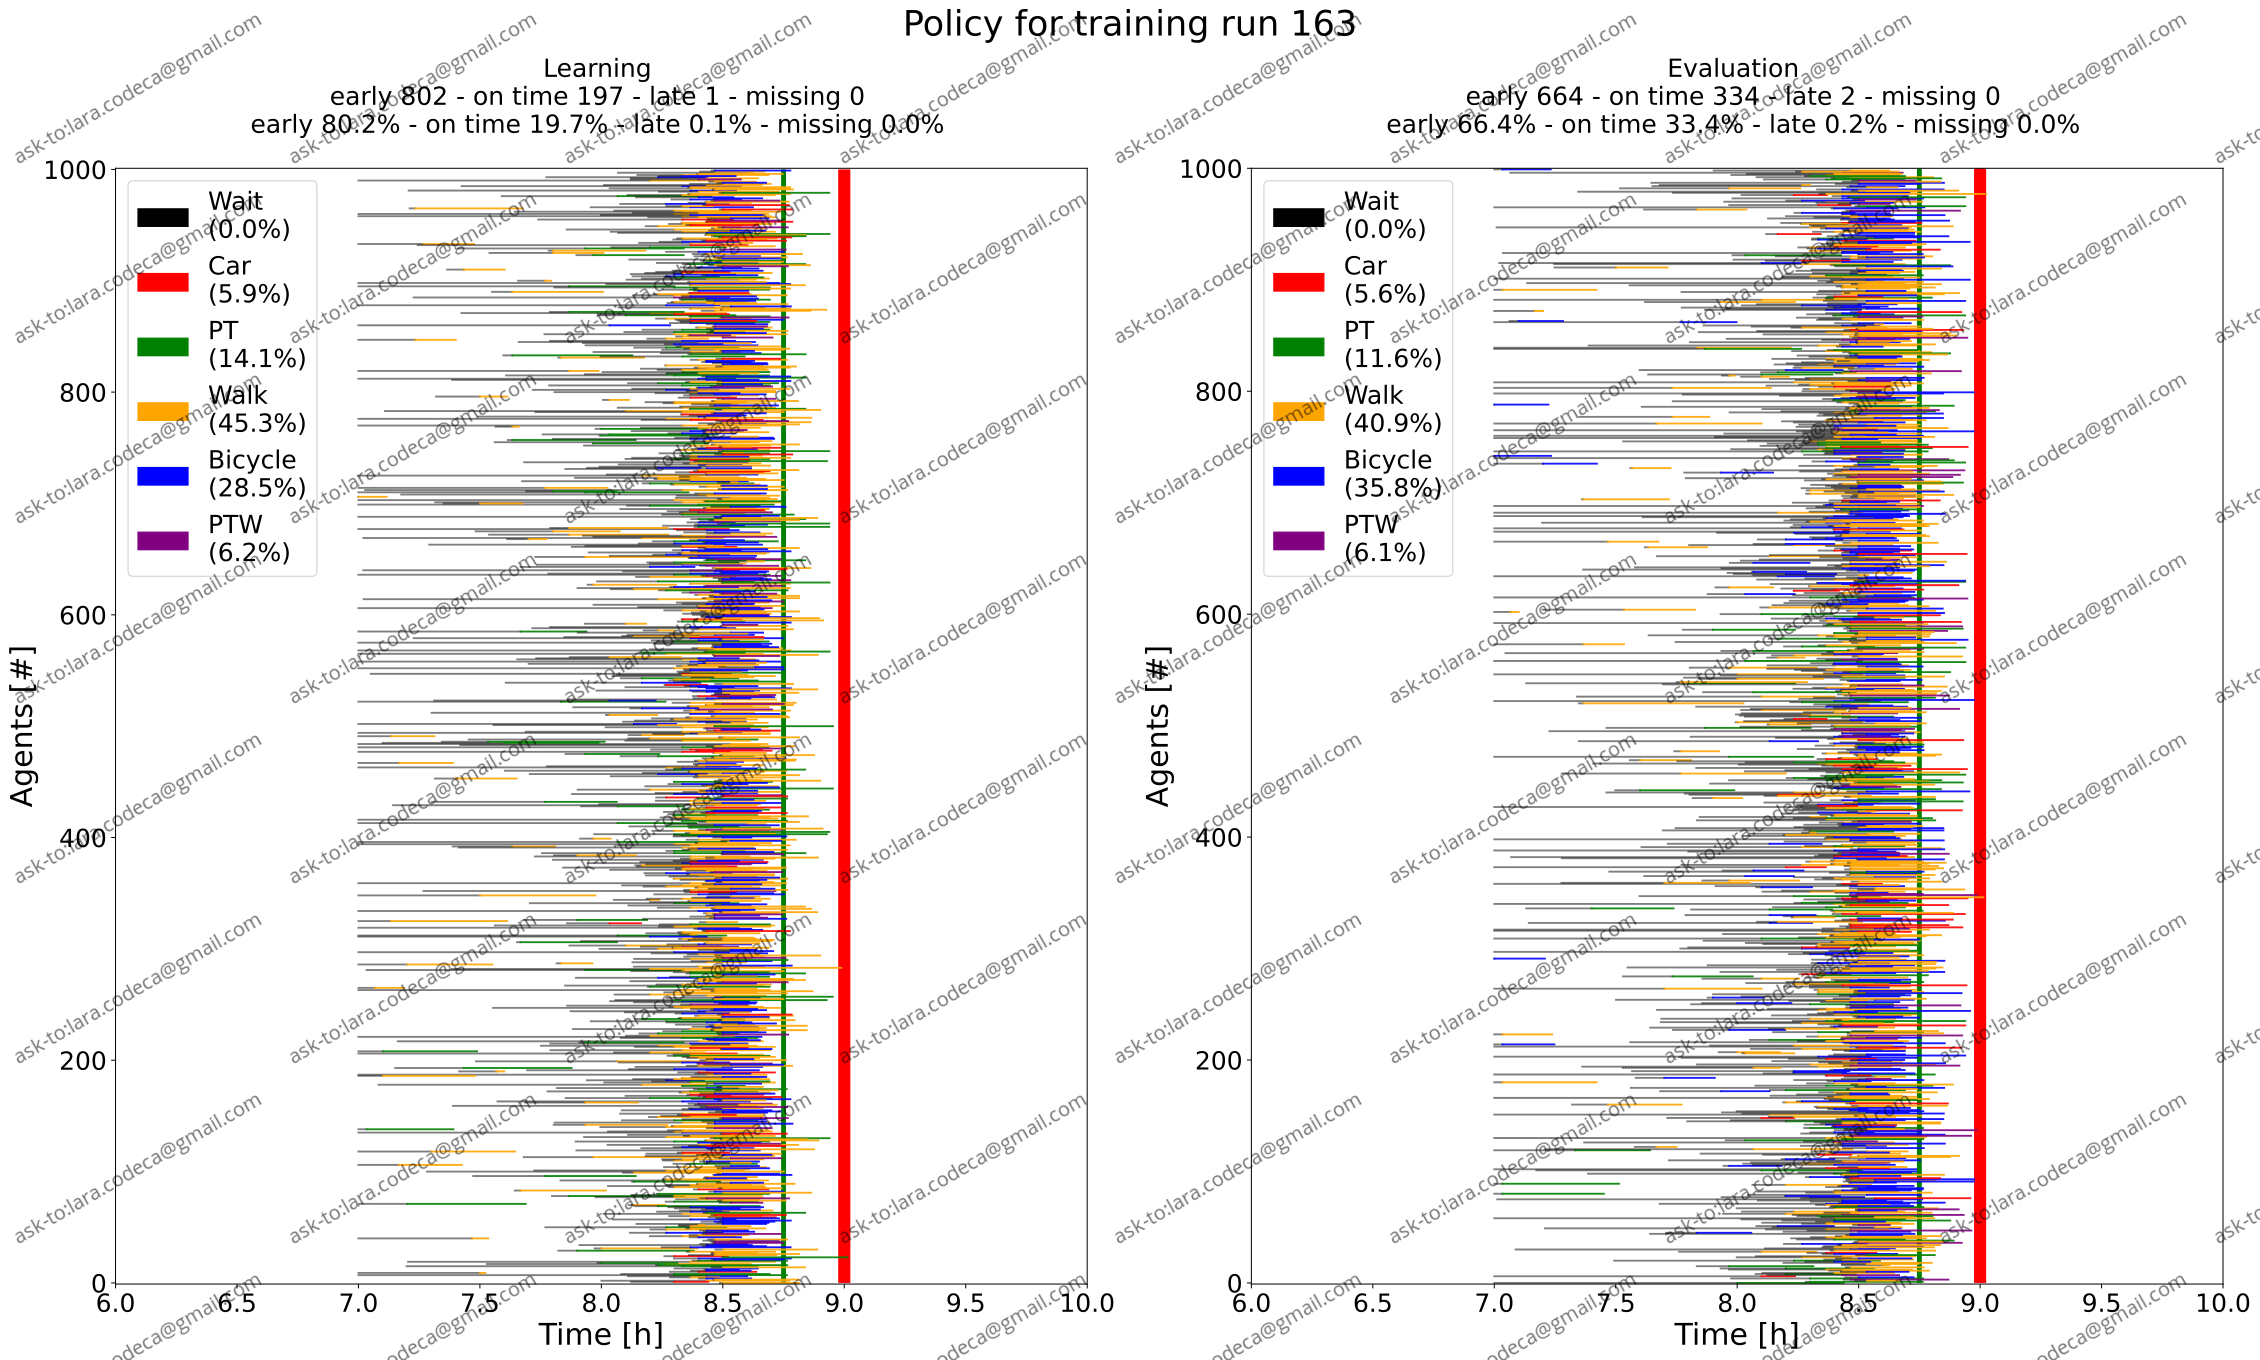 Policy for training run 163
Learning
early 802 - on time 197 - late 1 - missing 0
early 80.2% - on time 19.7% - late 0.1% - missing 0.0%
Evaluation
early 664 - on time 334 - late 2 - missing 0
early 66.4% - on time 33.4% - late 0.2% - missing 0.0%
Agents [#]
1000
800
600
400
200
0
Wait
(0.0%)
Car
(5.9%)
PT
(14.1%)
Walk
(45.3%)
Bicycle
(28.5%)
PTW
(6.2%)
6.0 6.5 7.0 7.5 8.0 8.5 9.0 9.5 10.0
Time [h]
Agents [#]
1000
800
600
400
200
0
Wait
(0.0%)
Car
(5.6%)
PT
(11.6%)
Walk
(40.9%)
Bicycle
(35.8%)
PTW
(6.1%)
6.0 6.5 7.0 7.5 8.0 8.5 9.0 9.5 10.0
Time [h]
ask-to:lara.codeca@gmail.com